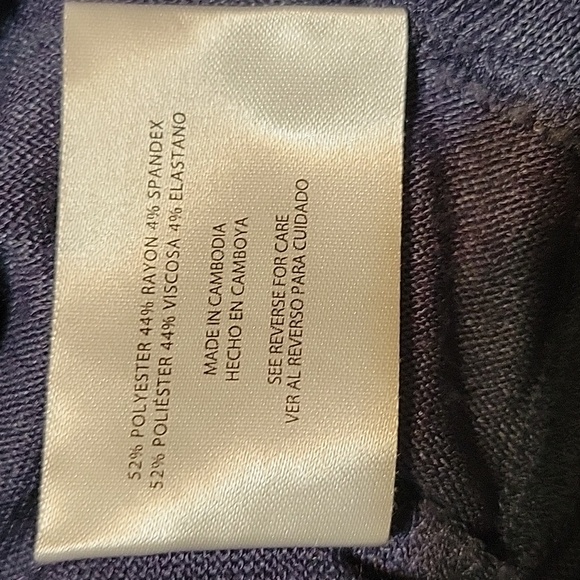 52% POLYESTER 44% RAYON 4% SPANDEX
52% POLIÉSTER 44% VISCOSA 4% ELASTANO
MADE IN CAMBODIA
HECHO EN CAMBOYA
SEE REVERSE FOR CARE
VER AL REVERSO PARA CUIDADO